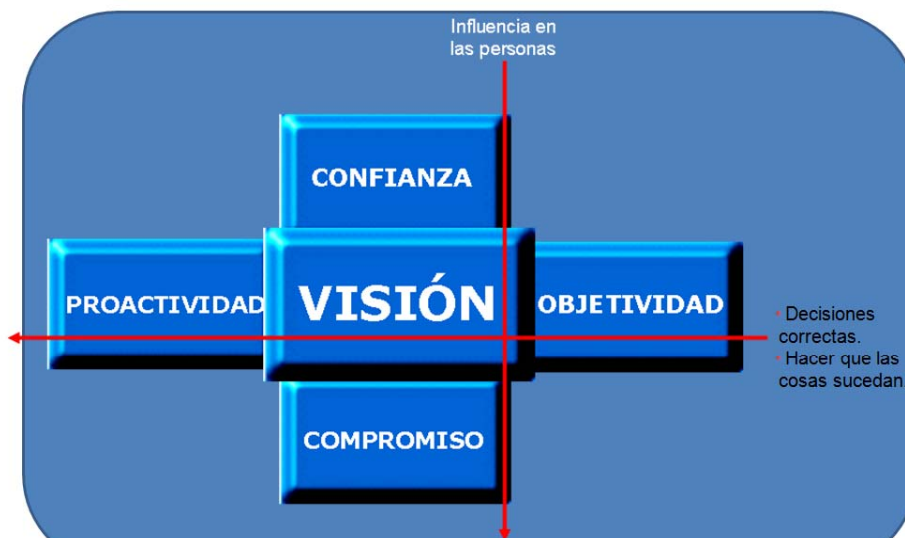 Influencia en
las personas
CONFIANZA
PROACTIVIDAD
VISIÓN
OBJETIVIDAD
• Decisiones
correctas.
• Hacer que las
cosas sucedan
COMPROMISO